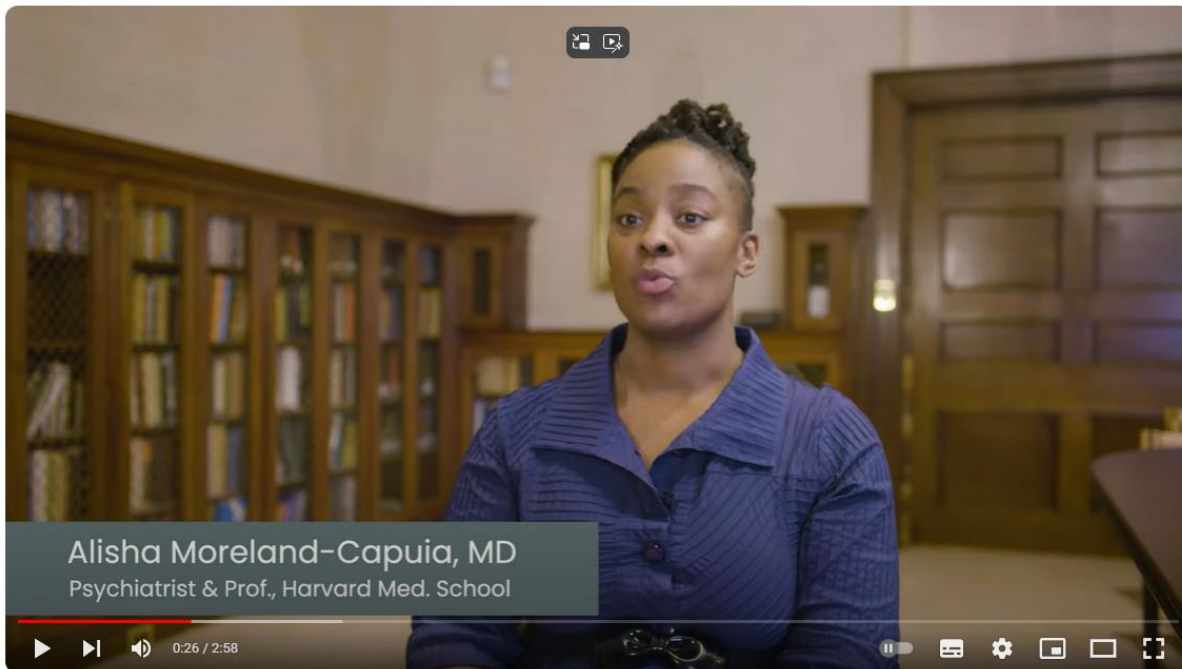 Alisha Moreland-Capuia, MD
Psychiatrist & Prof., Harvard Med. School
0:26 / 2:58